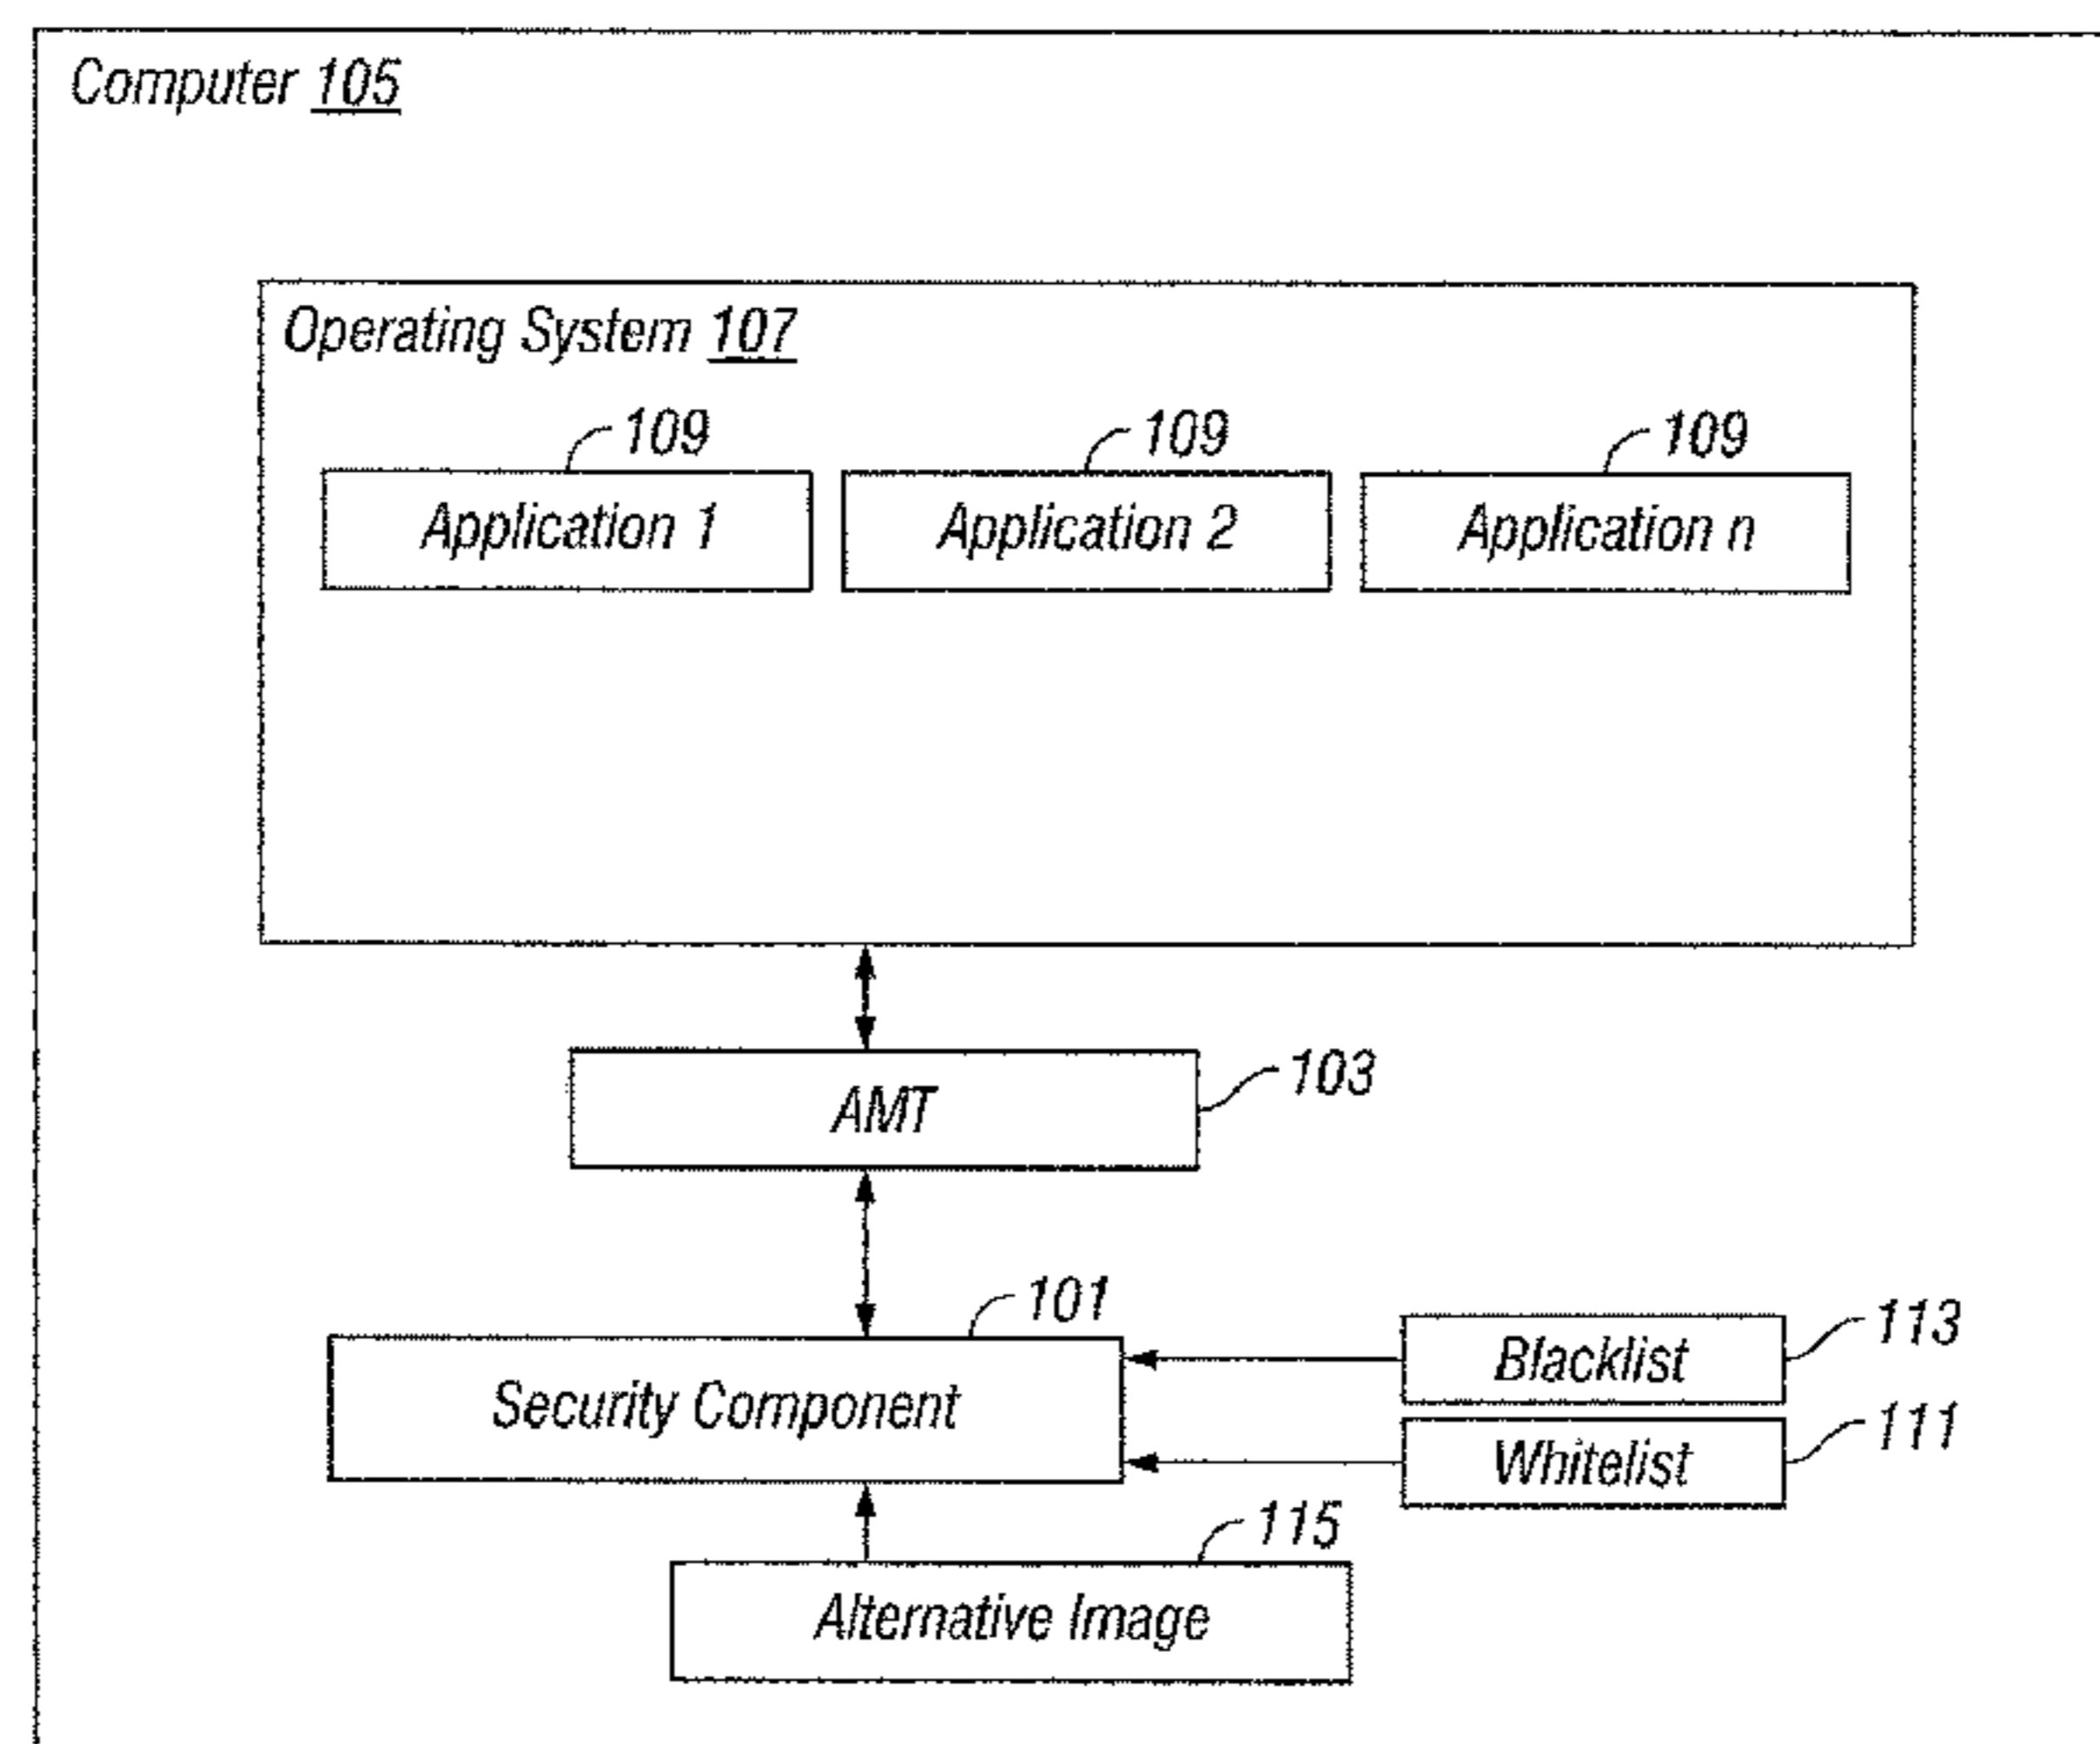 Computer 105
Operating System 107
109 109 109
Application 1 Application 2 Application n
AMT 103
101
Security Component
Blacklist 113
Whitelist 111
115
Alternative Image